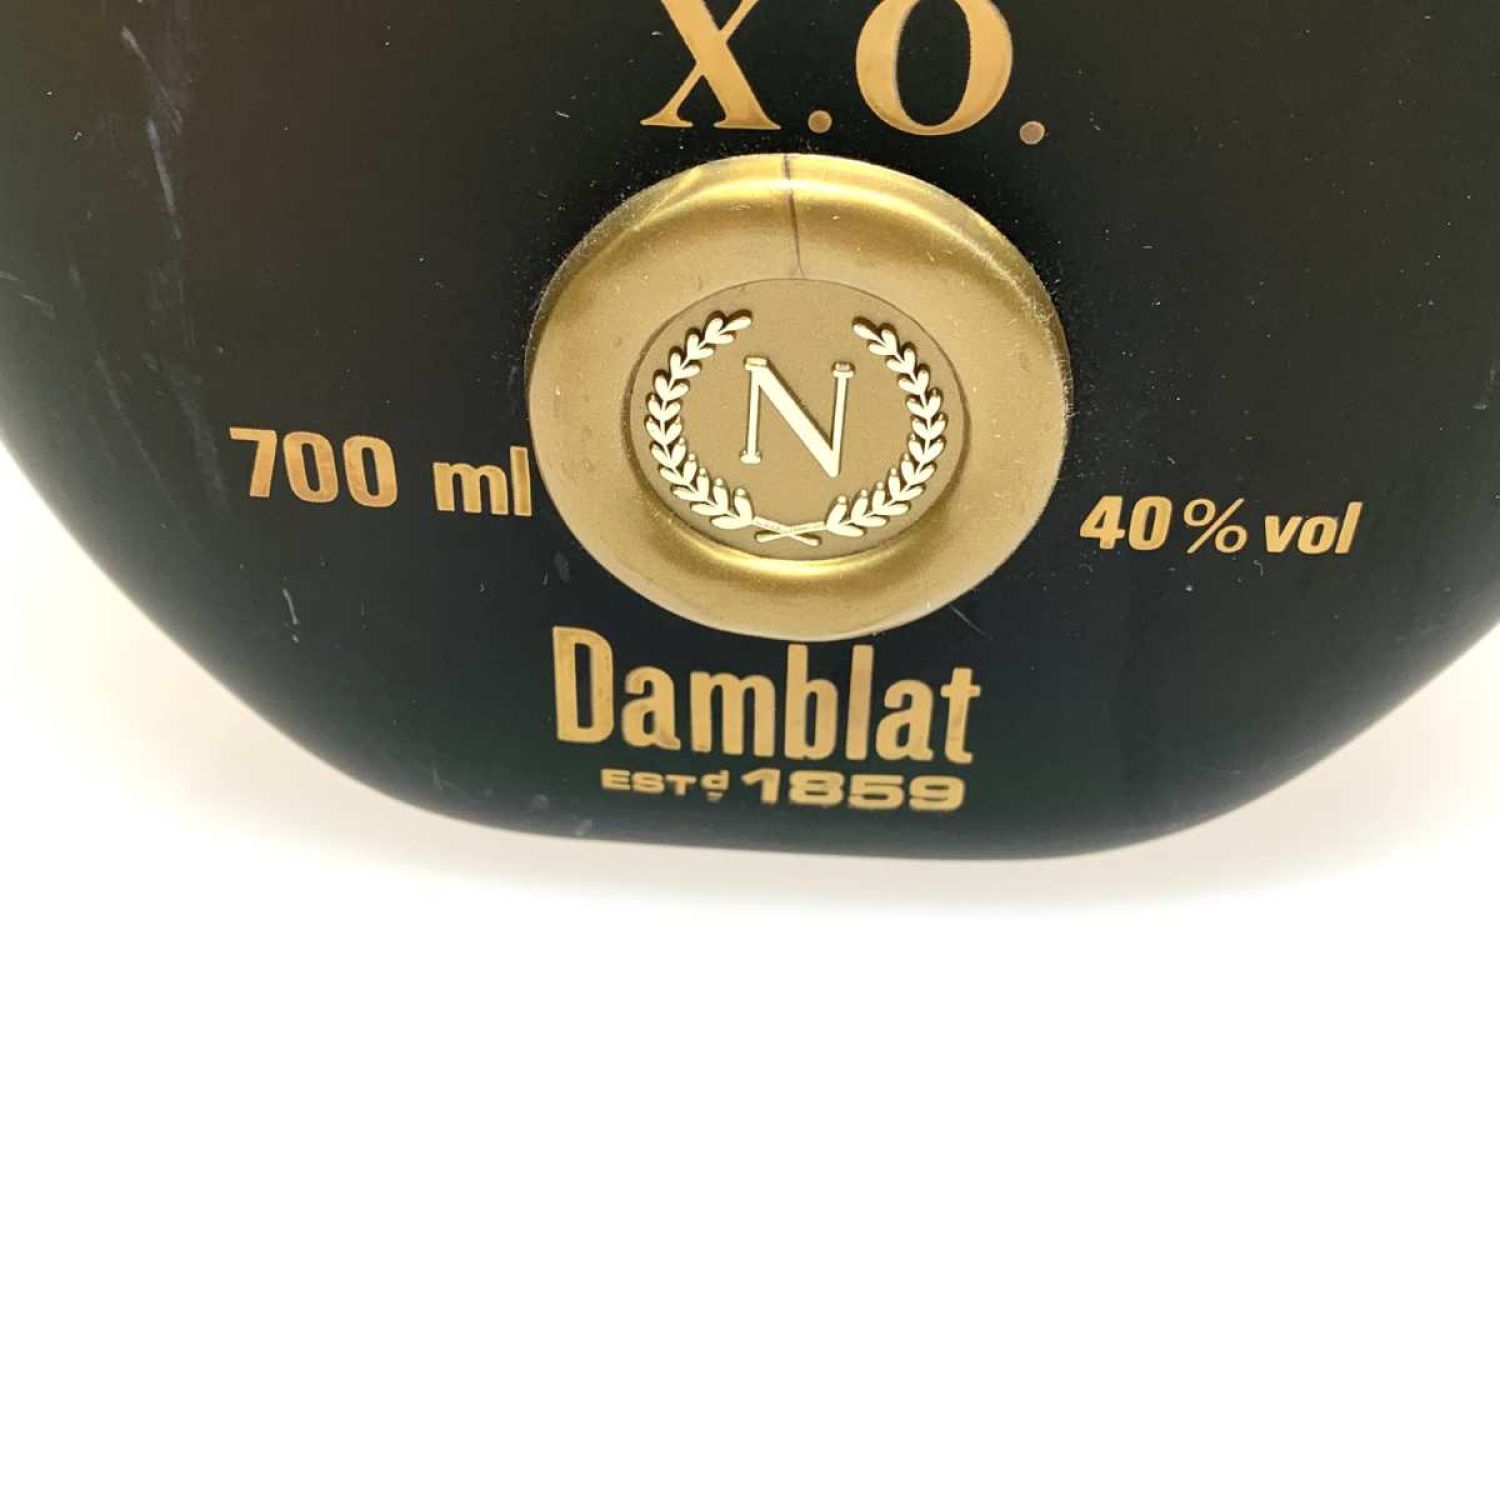 X.O.
N
700 ml
40% vol
Damblat
ESTd 1859